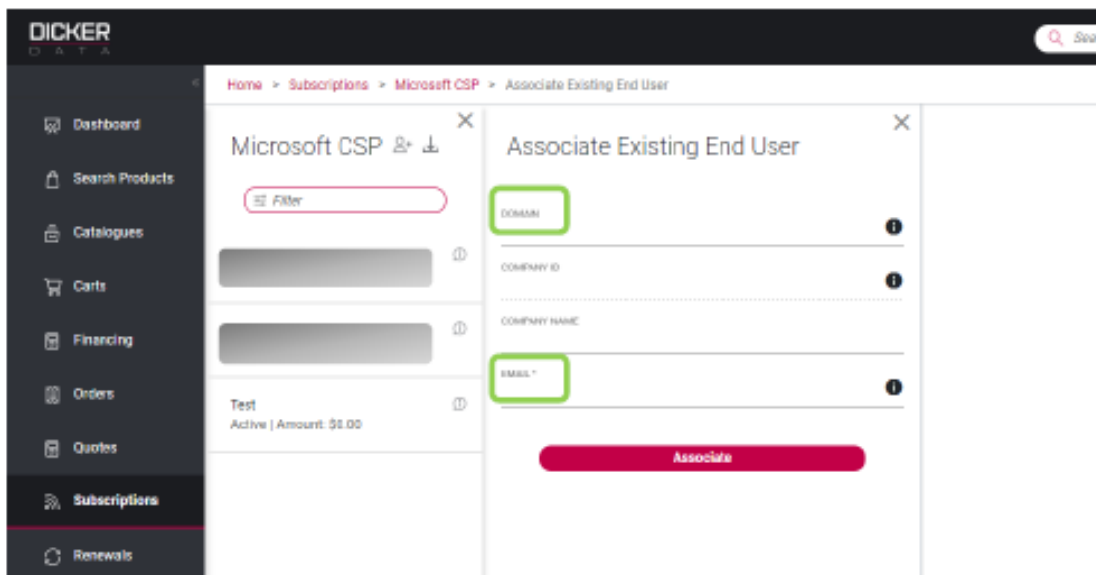 DICKER
DATA
Sea
Home > Subscriptions > Microsoft CSP > Associate Existing End User
Dashboard
Search Products
Catalogues
Carts
Financing
Orders
Quotes
Subscriptions
Renewals
Microsoft CSP
Filter
Test
Active | Amount: $0.00
Associate Existing End User
DOMAIN
COMPANY ID
COMPANY NAME
EMAIL *
Associate